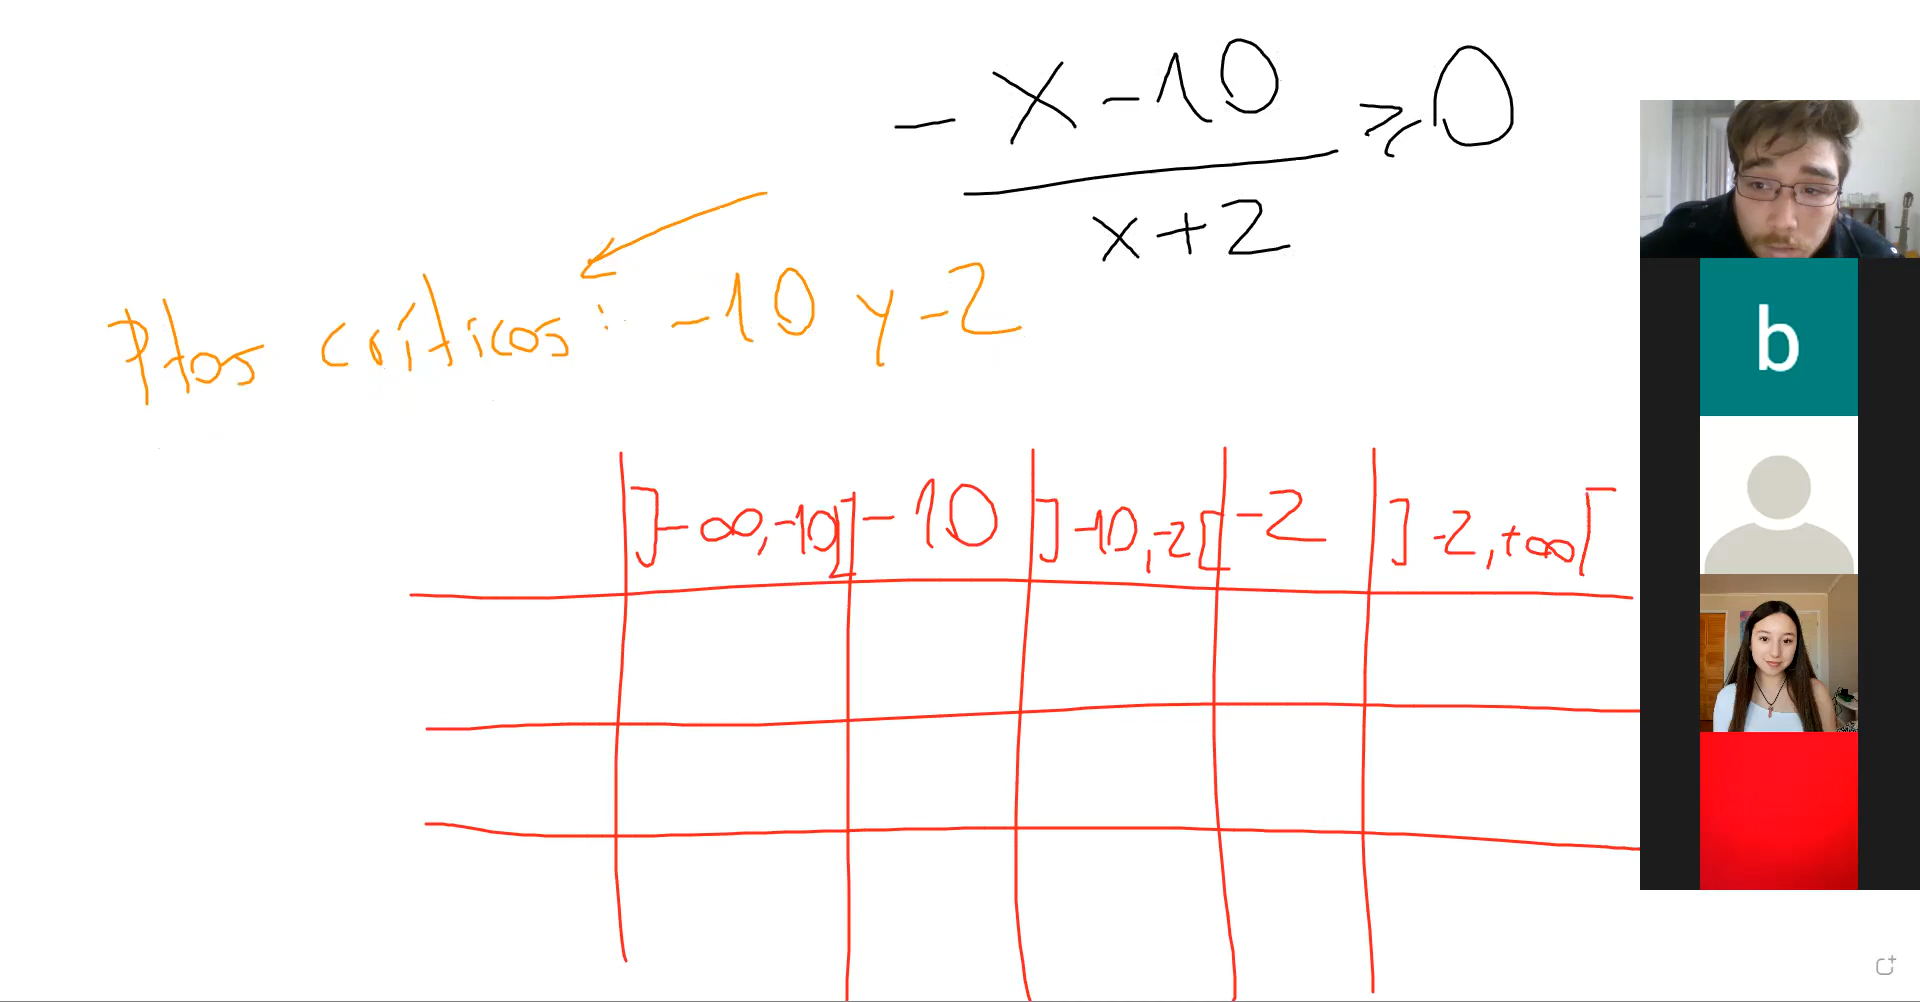 -x-10 ⩾0
x+2
Ptos críticos: -10 y -2
]-∞,-10[ -10 ]-10,-2[ -2 ]-2,+∞[
b